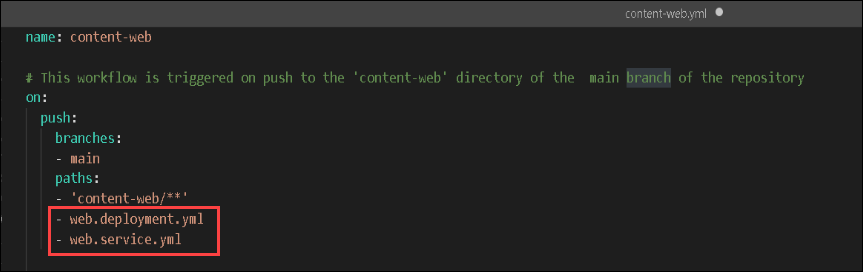 content-web.yml
name: content-web
# This workflow is triggered on push to the 'content-web' directory of the  main branch of the repository
on:
push:
branches:
- main
paths:
- 'content-web/**'
- web.deployment.yml
- web.service.yml